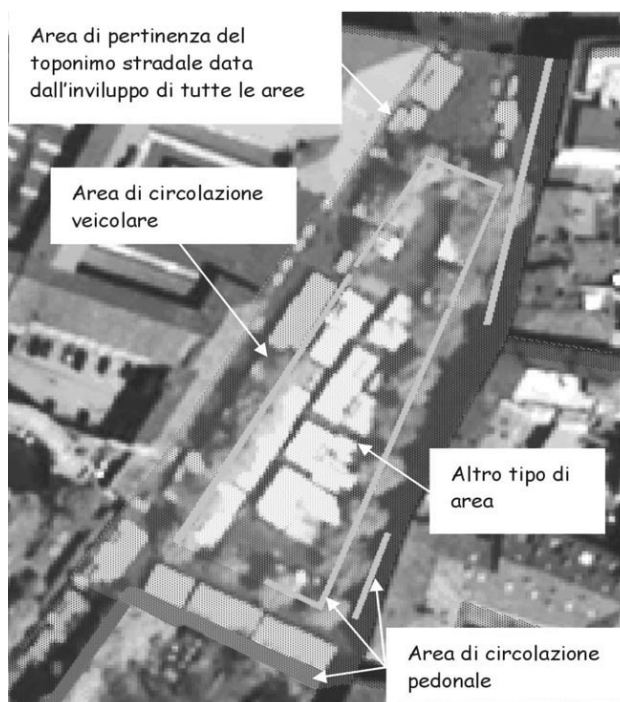 Area di pertinenza del
toponimo stradale data
dall'inviluppo di tutte le aree
Area di circolazione
veicolare
Altro tipo di
area
Area di circolazione
pedonale